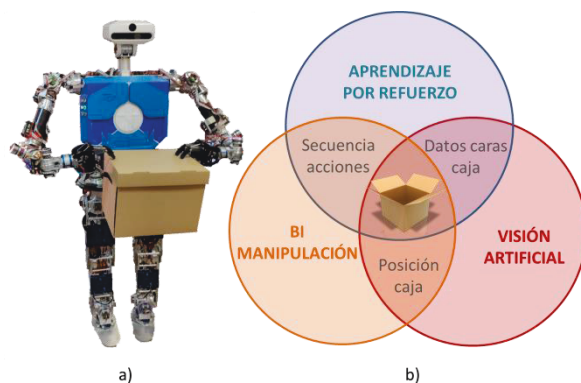 APRENDIZAJE
POR REFUERZO
Secuencia
acciones
Datos caras
caja
BI
MANIPULACIÓN
VISIÓN
ARTIFICIAL
Posición
caja
a)
b)